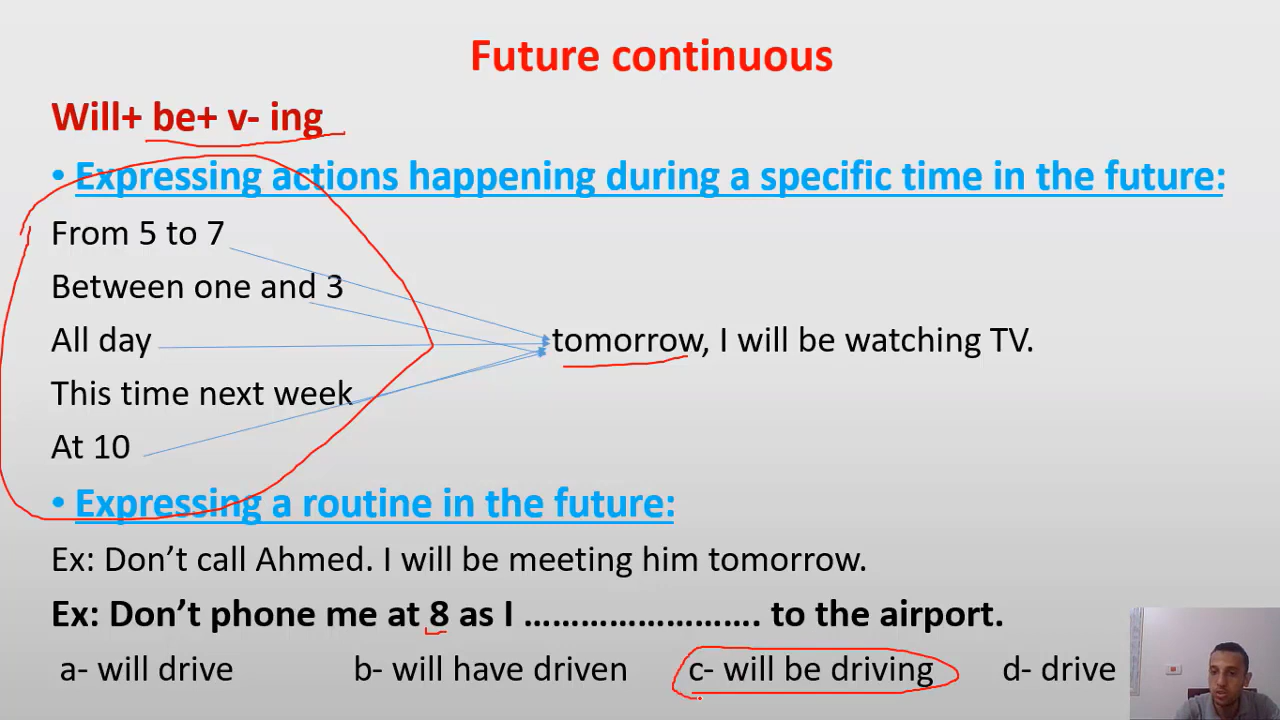 Future continuous
Will+ be+ v- ing
• Expressing actions happening during a specific time in the future:
From 5 to 7
Between one and 3
All day
tomorrow, I will be watching TV.
This time next week
At 10
• Expressing a routine in the future:
Ex: Don’t call Ahmed. I will be meeting him tomorrow.
Ex: Don’t phone me at 8 as I ……………………. to the airport.
a- will drive b- will have driven c- will be driving d- drive